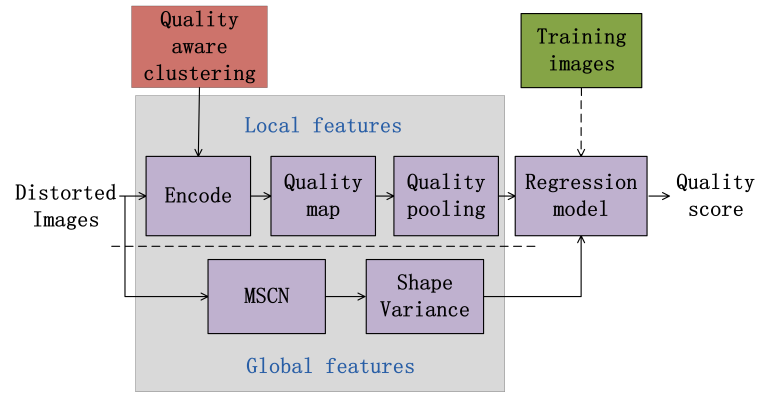 Quality
aware
clustering
Training
images
Local features
Distorted
Images
Encode
Quality
map
Quality
pooling
Regression
model
Quality
score
MSCN
Shape
Variance
Global features